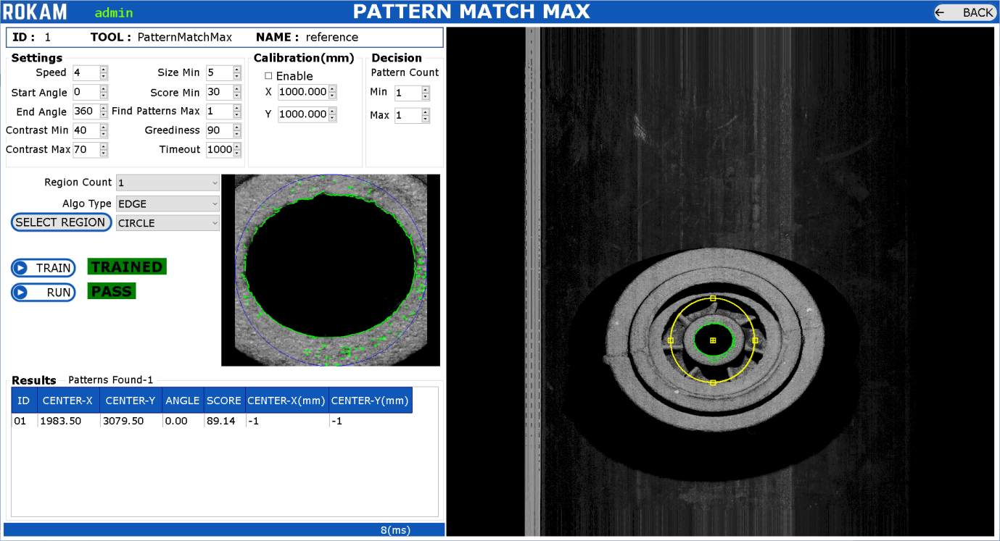 ROKAM admin PATTERN MATCH MAX BACK
ID : 1 TOOL : PatternMatchMax NAME : reference
Settings
Speed 4 Size Min 5
Start Angle 0 Score Min 30
End Angle 360 Find Patterns Max 1
Contrast Min 40 Greediness 90
Contrast Max 70 Timeout 1000
Calibration(mm)
Enable
X 1000.000
Y 1000.000
Decision
Pattern Count
Min 1
Max 1
Region Count 1
Algo Type EDGE
SELECT REGION CIRCLE
TRAIN TRAINED
RUN PASS
Results Patterns Found-1
ID CENTER-X CENTER-Y ANGLE SCORE CENTER-X(mm) CENTER-Y(mm)
01 1983.50 3079.50 0.00 89.14 -1 -1
8(ms)